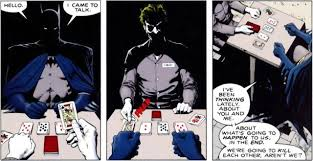 HELLO.
I CAME TO
TALK.
I'VE
BEEN
THINKING
LATELY
ABOUT YOU
AND ME.
ABOUT
WHAT'S GOING TO
HAPPEN TO US,
IN THE END.
WE'RE GOING TO
KILL EACH OTHER,
AREN'T WE?